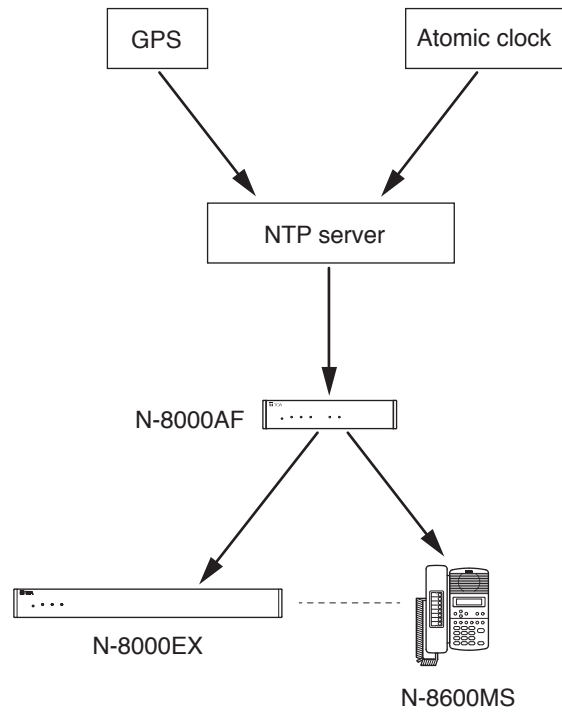 GPS
Atomic clock
NTP server
N-8000AF
N-8000EX
N-8600MS